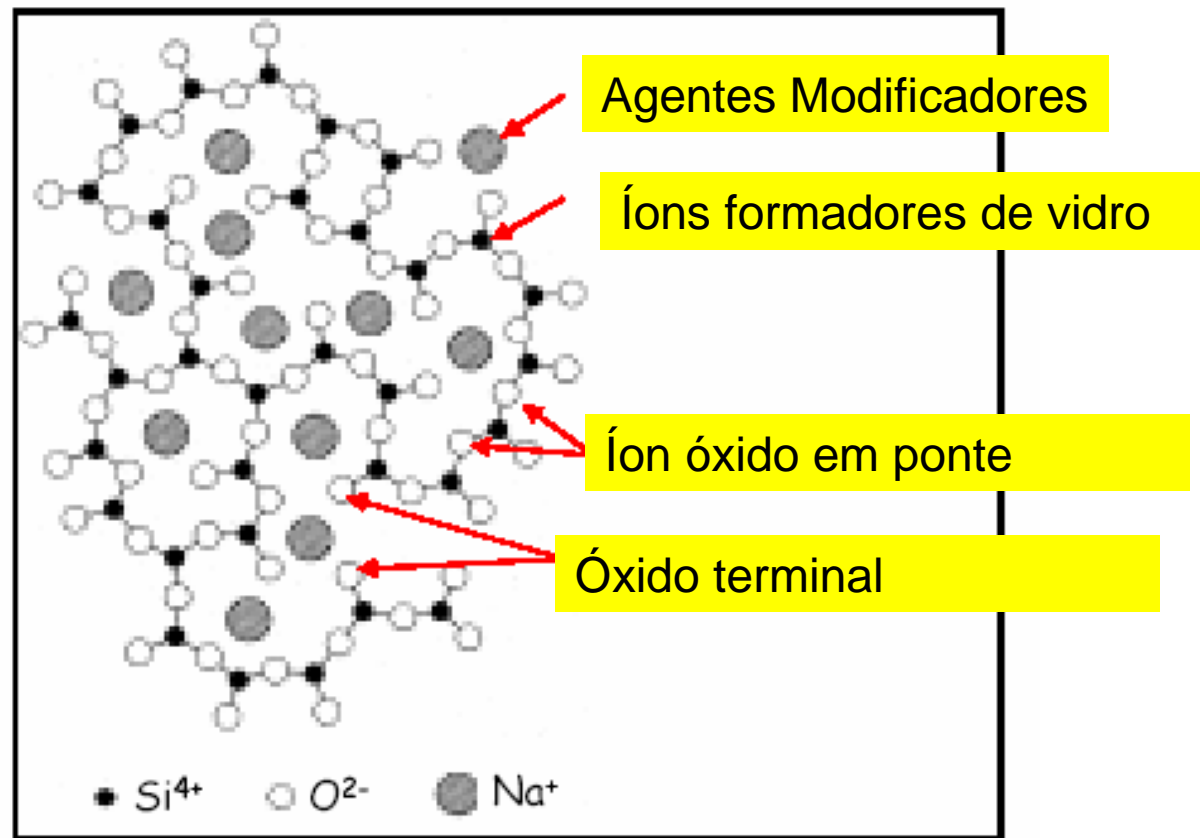 Agentes Modificadores
Íons formadores de vidro
Íon óxido em ponte
Óxido terminal
Si⁴⁺ O²⁻ Na⁺